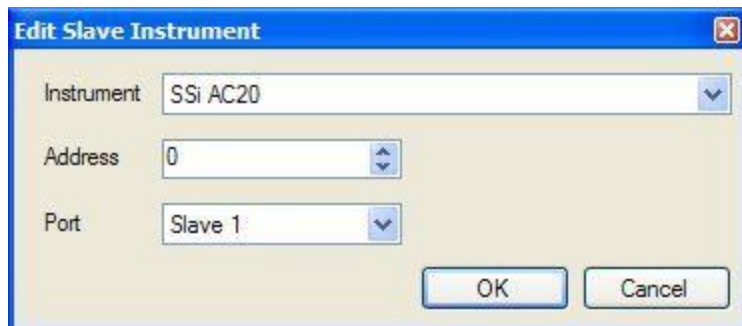 Edit Slave Instrument
Instrument SSi AC20
Address 0
Port Slave 1
OK Cancel